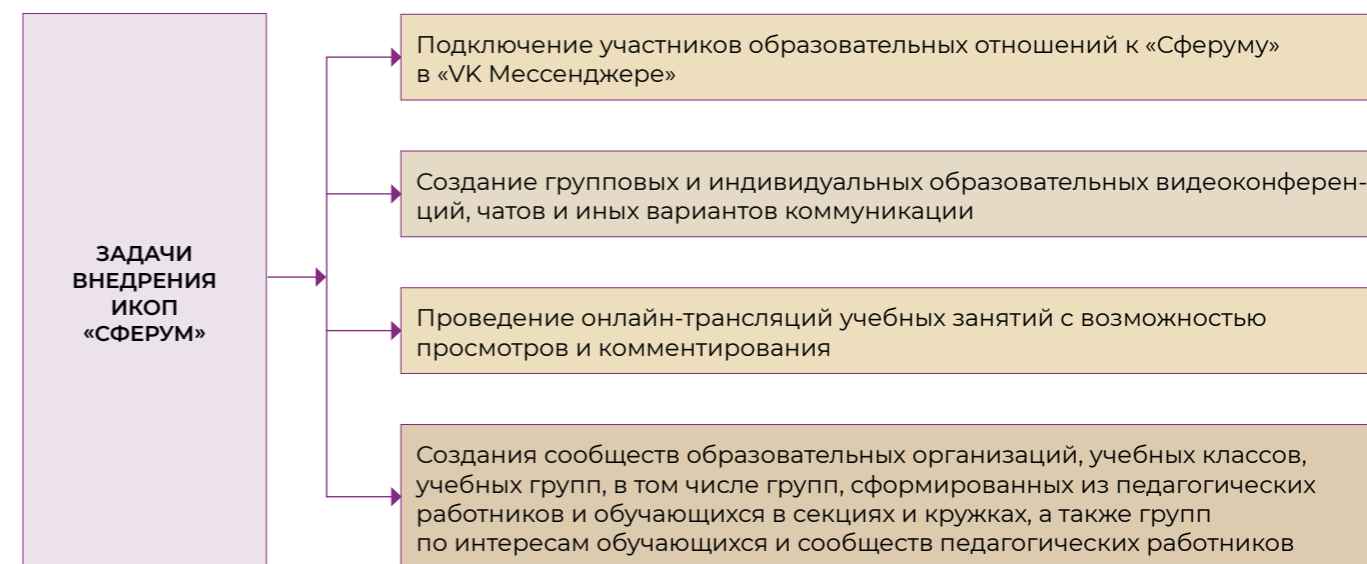 ЗАДАЧИ
ВНЕДРЕНИЯ
ИКОП
«СФЕРУМ»
Подключение участников образовательных отношений к «Сферуму»
в «VK Мессенджере»
Создание групповых и индивидуальных образовательных видеоконферен-
ций, чатов и иных вариантов коммуникации
Проведение онлайн-трансляций учебных занятий с возможностью
просмотров и комментирования
Создания сообществ образовательных организаций, учебных классов,
учебных групп, в том числе групп, сформированных из педагогических
работников и обучающихся в секциях и кружках, а также групп
по интересам обучающихся и сообществ педагогических работников